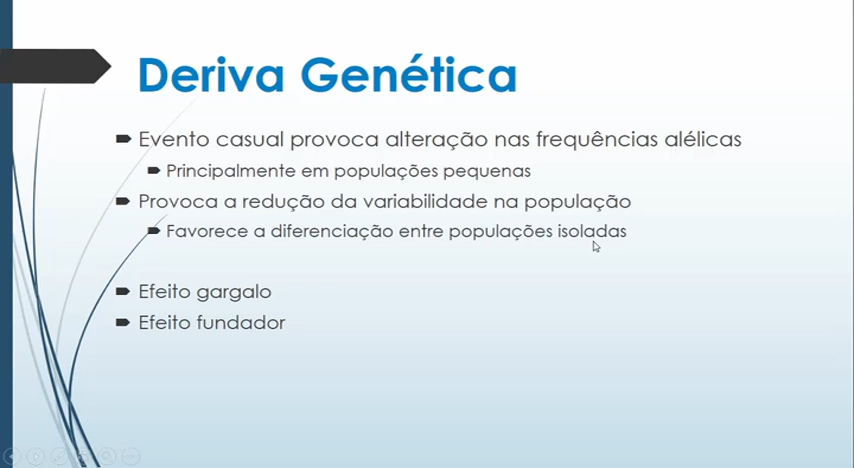 Deriva Genética
Evento casual provoca alteração nas frequências alélicas
Principalmente em populações pequenas
Provoca a redução da variabilidade na população
Favorece a diferenciação entre populações isoladas
Efeito gargalo
Efeito fundador